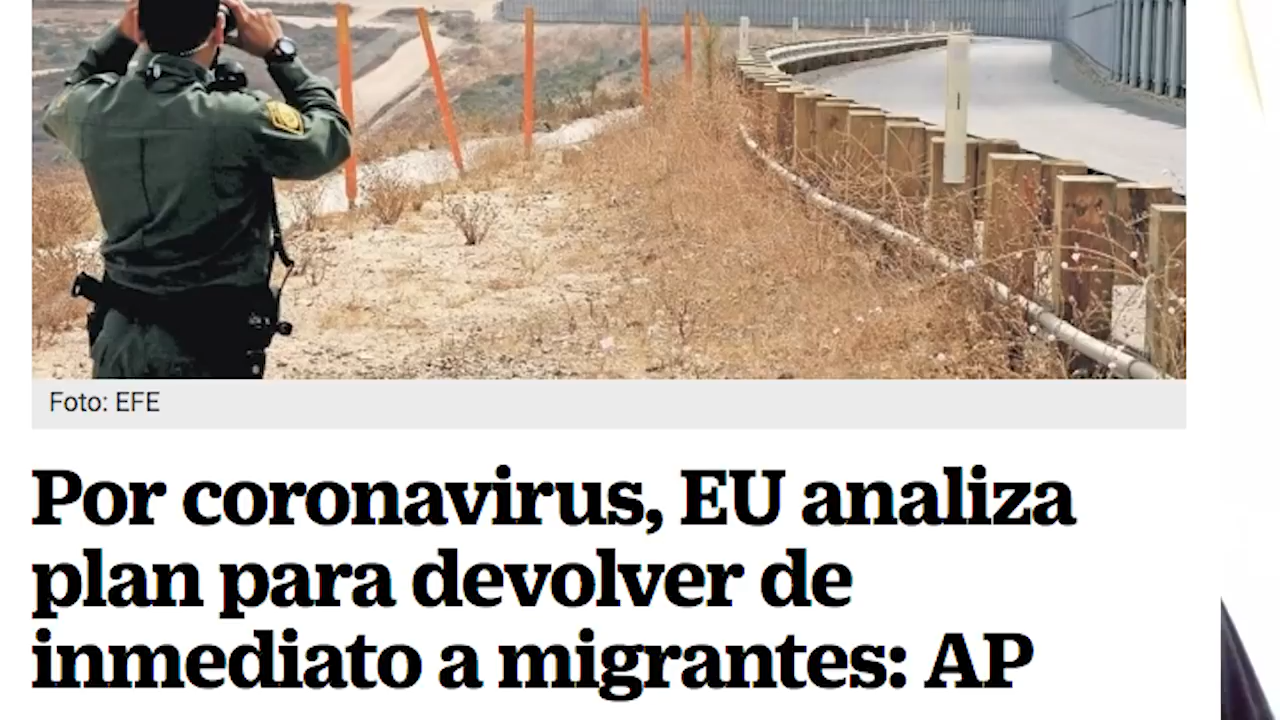 Foto: EFE
Por coronavirus, EU analiza
plan para devolver de
inmediato a migrantes: AP